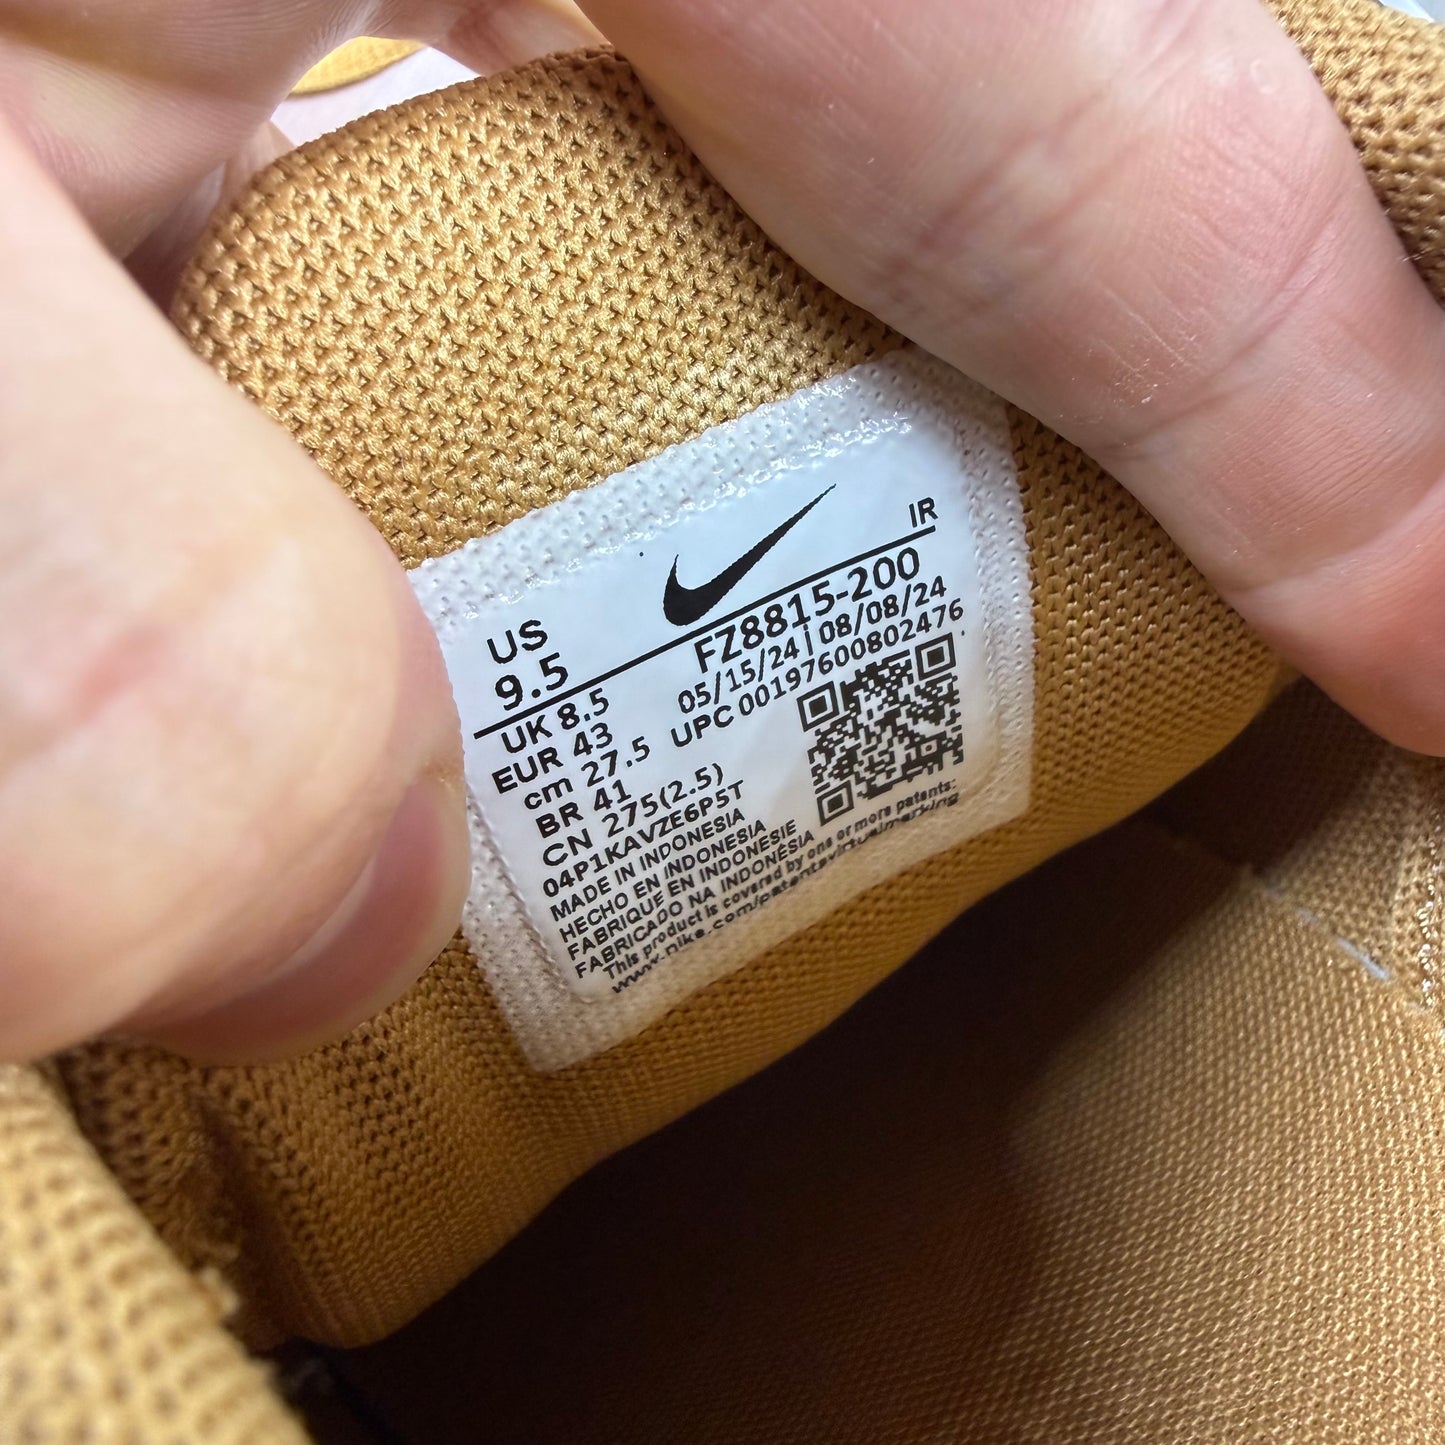 IR
US
9.5
FZ8815-200
05/15/24|08/08/24
UPC 00197600802476
UK 8.5
EUR 43
cm 27.5
BR 41
CN 275(2.5)
04P1KAVZE6P5T
MADE IN INDONESIA
HECHO EN INDONESIA
FABRIQUE EN INDONESIE
FABRICADO NA INDONÉSIA
This product is covered by one or more patents:
www.nike.com/patentsvirtualmarking